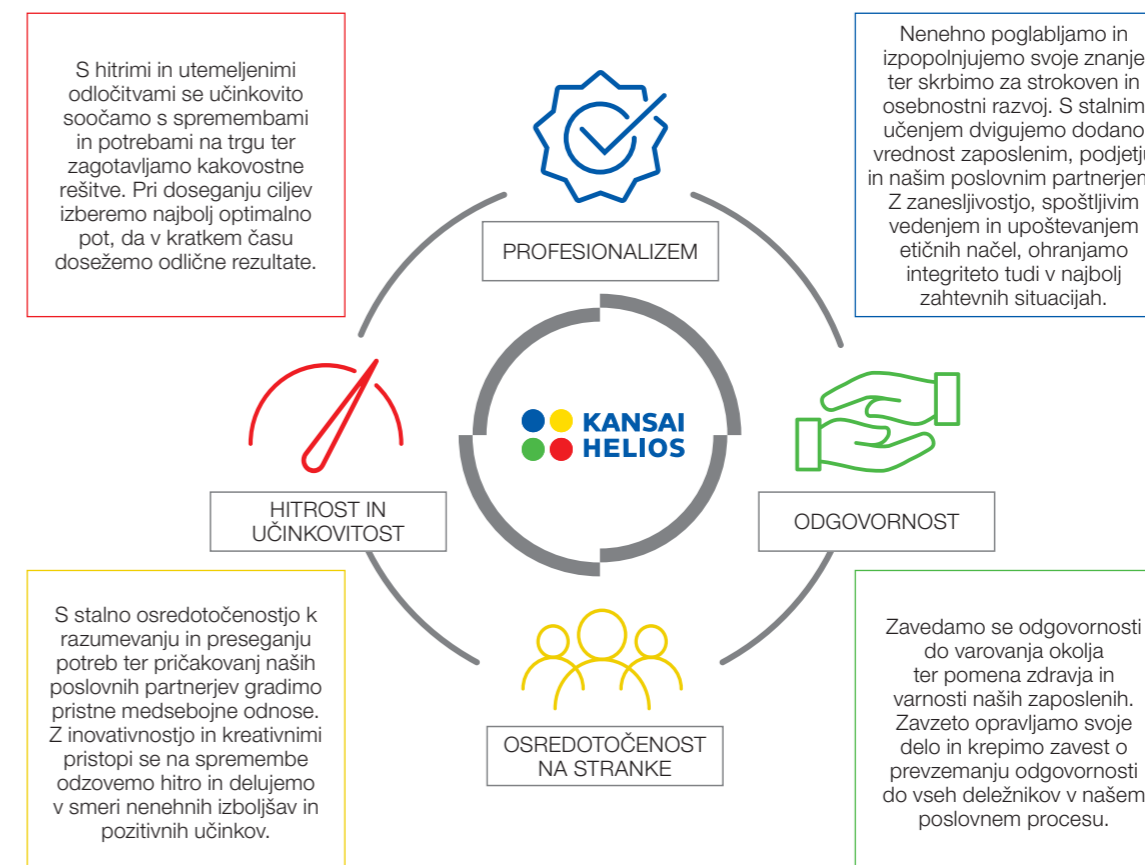 S hitrimi in utemeljenimi
odločitvami se učinkovito
soočamo s spremembami
in potrebami na trgu ter
zagotavljamo kakovostne
rešitve. Pri doseganju ciljev
izberemo najbolj optimalno
pot, da v kratkem času
dosežemo odlične rezultate.
Nenehno poglabljamo in
izpopolnjujemo svoje znanje
ter skrbimo za strokoven in
osebnostni razvoj. S stalnim
učenjem dvigujemo dodano
vrednost zaposlenim,
in našim poslovnim
Z zanesljivostjo, spoštljivim
vedenjem in upoštevanjem
etičnih načel, ohranjamo
integriteto tudi v najbolj
zahtevnih situacijah.
PROFESIONALIZEM
KANSAI
HELIOS
HITROST IN
UČINKOVITOST
ODGOVORNOST
OSREDOTOČENOST
NA STRANKE
S stalno osredotočenostjo k
razumevanju in preseganju
potreb ter pričakovanj naših
poslovnih partnerjev gradimo
pristne medsebojne odnose.
Z inovativnostjo in kreativnimi
pristopi se na spremembe
odzovemo hitro in delujemo
v smeri nenehnih izboljšav in
pozitivnih učinkov.
Zavedamo se odgovornosti
do varovanja okolja
ter pomena zdravja in
varnosti naših zaposlenih.
Zavzeto opravljamo svoje
delo in krepimo zavest o
prevzemanju odgovornosti
do vseh deležnikov v našem
poslovnem procesu.